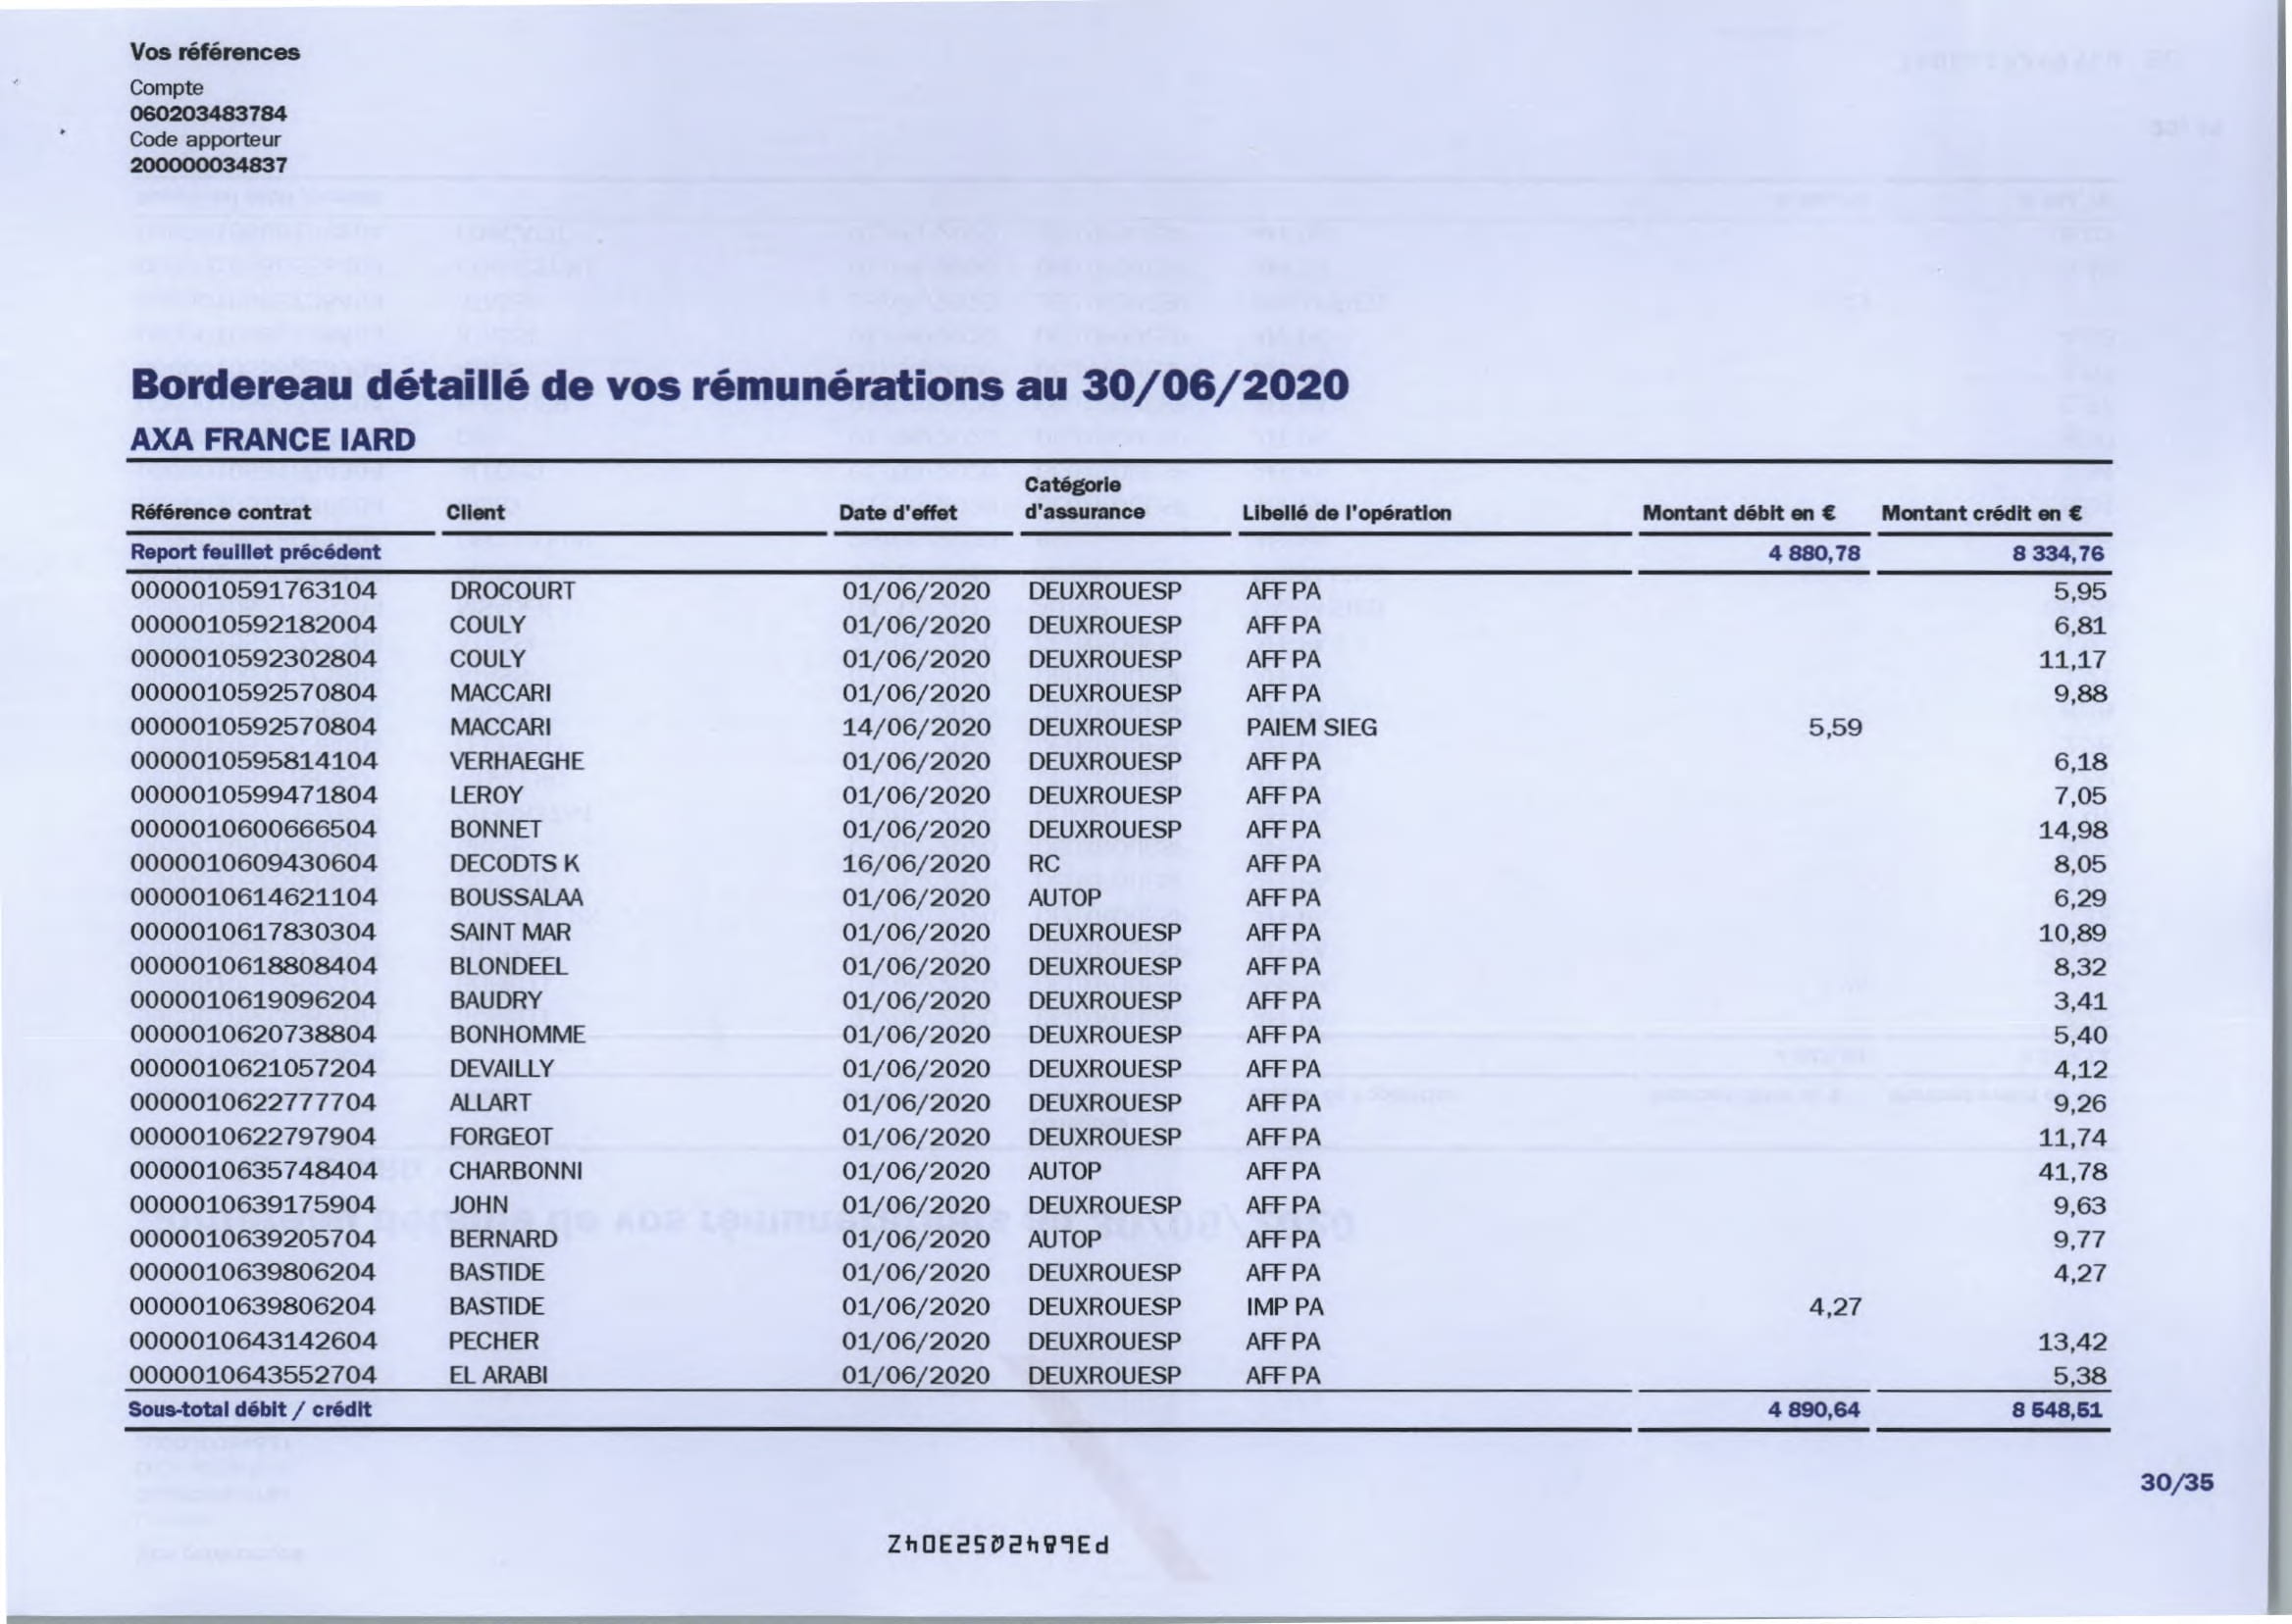 Vos références
Compte
060203483784
Code apporteur
200000034837
Bordereau détaillé de vos rémunérations au 30/06/2020
AXA FRANCE IARD
Référence contrat Client Date d'effet Catégorie d'assurance Libellé de l'opération Montant débit en € Montant crédit en €
Report feuillet précédent 4 880,78 8 334,76
0000010591763104 DROCOURT 01/06/2020 DEUXROUESP AFF PA 5,95
0000010592182004 COULY 01/06/2020 DEUXROUESP AFF PA 6,81
0000010592302804 COULY 01/06/2020 DEUXROUESP AFF PA 11,17
0000010592570804 MACCARI 01/06/2020 DEUXROUESP AFF PA 9,88
0000010592570804 MACCARI 14/06/2020 DEUXROUESP PAIEM SIEG 5,59
0000010595814104 VERHAEGHE 01/06/2020 DEUXROUESP AFF PA 6,18
0000010599471804 LEROY 01/06/2020 DEUXROUESP AFF PA 7,05
0000010600666504 BONNET 01/06/2020 DEUXROUESP AFF PA 14,98
0000010609430604 DECODTS K 16/06/2020 RC AFF PA 8,05
0000010614621104 BOUSSALAA 01/06/2020 AUTOP AFF PA 6,29
0000010617830304 SAINT MAR 01/06/2020 DEUXROUESP AFF PA 10,89
0000010618808404 BLONDEEL 01/06/2020 DEUXROUESP AFF PA 8,32
0000010619096204 BAUDRY 01/06/2020 DEUXROUESP AFF PA 3,41
0000010620738804 BONHOMME 01/06/2020 DEUXROUESP AFF PA 5,40
0000010621057204 DEVAILLY 01/06/2020 DEUXROUESP AFF PA 4,12
0000010622777704 ALLART 01/06/2020 DEUXROUESP AFF PA 9,26
0000010622797904 FORGEOT 01/06/2020 DEUXROUESP AFF PA 11,74
0000010635748404 CHARBONNI 01/06/2020 AUTOP AFF PA 41,78
0000010639175904 JOHN 01/06/2020 DEUXROUESP AFF PA 9,63
0000010639205704 BERNARD 01/06/2020 AUTOP AFF PA 9,77
0000010639806204 BASTIDE 01/06/2020 DEUXROUESP AFF PA 4,27
0000010639806204 BASTIDE 01/06/2020 DEUXROUESP IMP PA 4,27
0000010643142604 PECHER 01/06/2020 DEUXROUESP AFF PA 13,42
0000010643552704 EL ARABI 01/06/2020 DEUXROUESP AFF PA 5,38
Sous-total débit / crédit 4 890,64 8 548,51
30/35